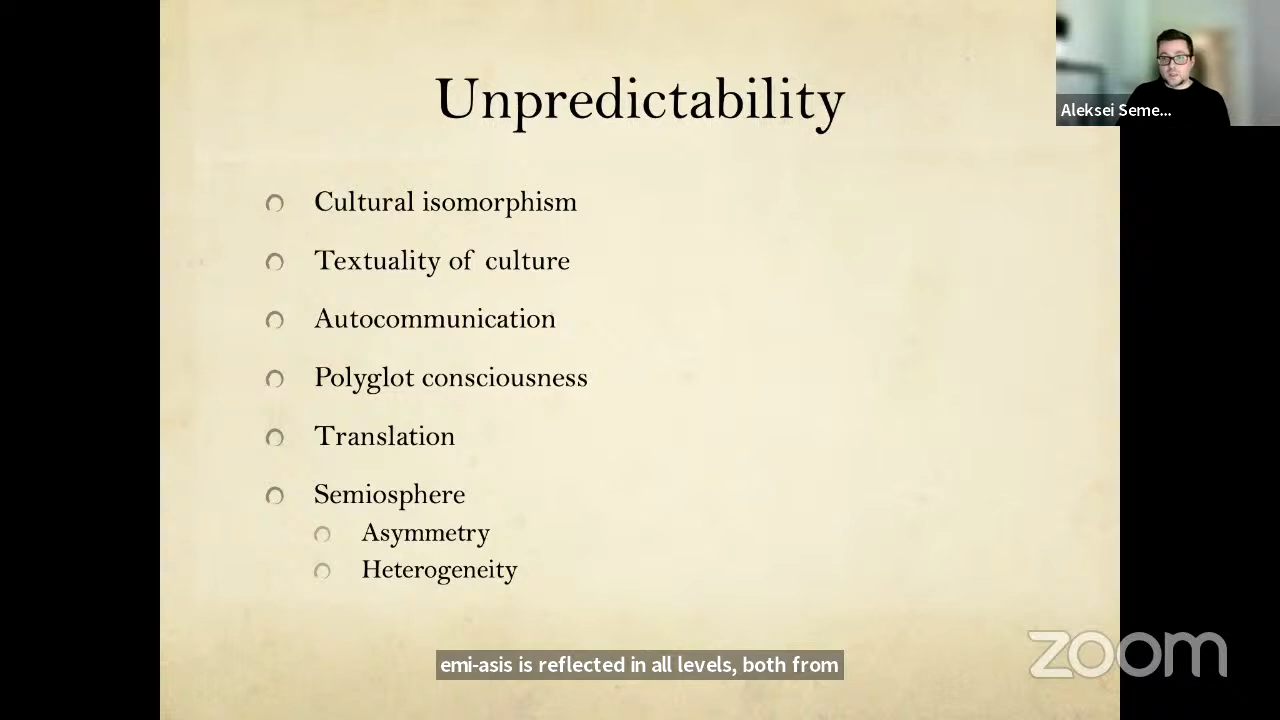 Unpredictability
Aleksei Seme...
Cultural isomorphism
Textuality of culture
Autocommunication
Polyglot consciousness
Translation
Semiosphere
Asymmetry
Heterogeneity
emi-asis is reflected in all levels, both from
zoom